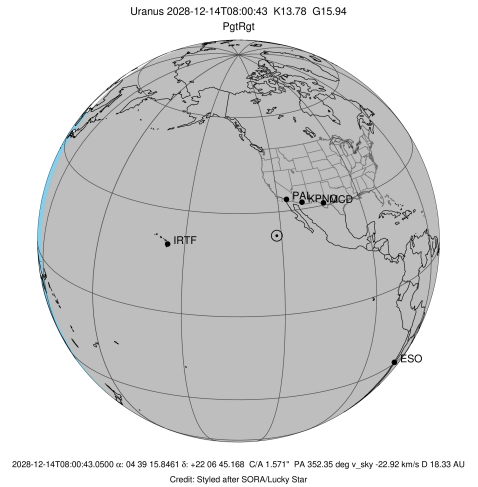 Uranus 2028-12-14T08:00:43 K13.78 G15.94
PgtRgt
PAL KPNO MCD
IRTF
ESO
2028-12-14T08:00:43.0500 α: 04 39 15.8461 δ: +22 06 45.168 C/A 1.571" PA 352.35 deg v_sky -22.92 km/s D 18.33 AU
Credit: Styled after SORA/Lucky Star